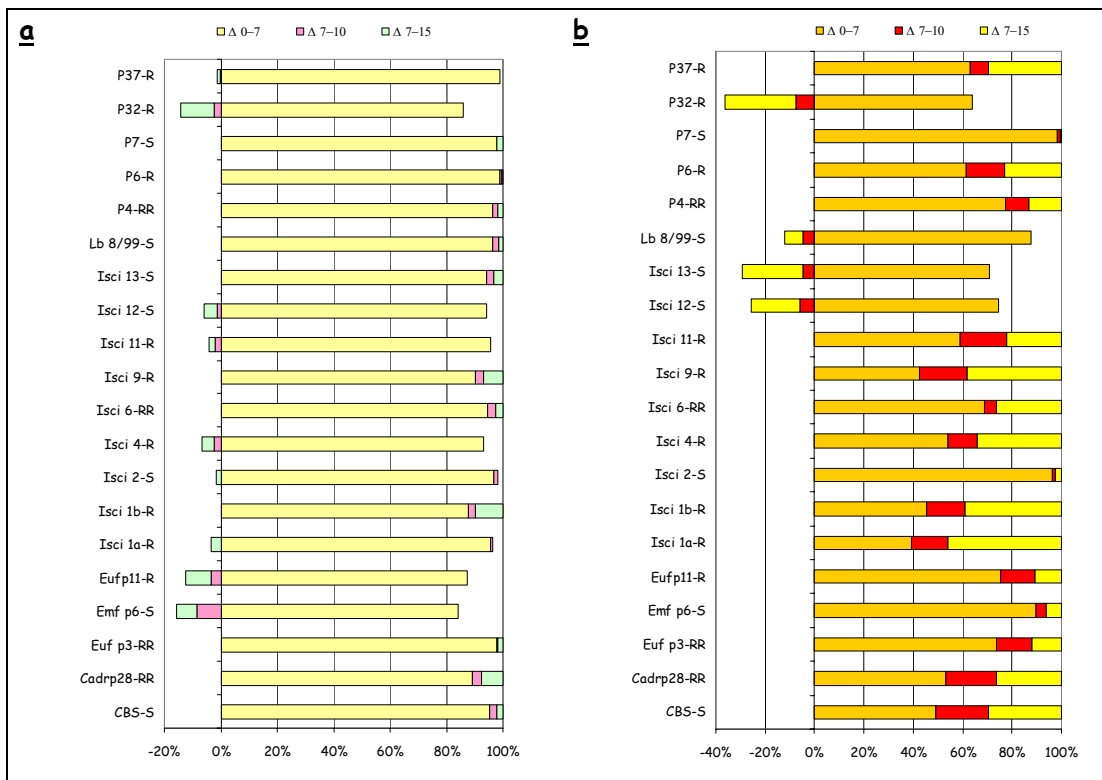 a
Δ 0–7 Δ 7–10 Δ 7–15
P37-R
P32-R
P7-S
P6-R
P4-RR
Lb 8/99-S
Isci 13-S
Isci 12-S
Isci 11-R
Isci 9-R
Isci 6-RR
Isci 4-R
Isci 2-S
Isci 1b-R
Isci 1a-R
Eufp11-R
Emf p6-S
Euf p3-RR
Cadrp28-RR
CBS-S
-20% 0% 20% 40% 60% 80% 100%
b
Δ 0–7 Δ 7–10 Δ 7–15
P37-R
P32-R
P7-S
P6-R
P4-RR
Lb 8/99-S
Isci 13-S
Isci 12-S
Isci 11-R
Isci 9-R
Isci 6-RR
Isci 4-R
Isci 2-S
Isci 1b-R
Isci 1a-R
Eufp11-R
Emf p6-S
Euf p3-RR
Cadrp28-RR
CBS-S
-40% -20% 0% 20% 40% 60% 80% 100%